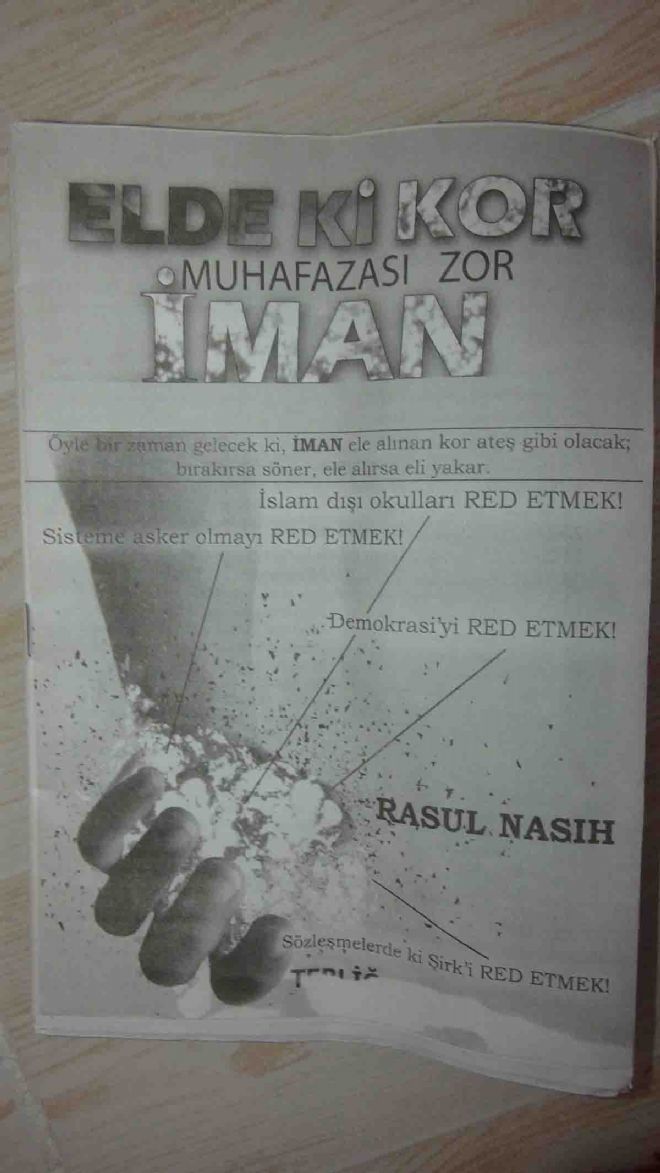 ELDE Kİ KOR
MUHAFAZASI ZOR
İMAN
Öyle bir zaman gelecek ki, İMAN ele alınan kor ateş gibi olacak;
bırakırsa söner, ele alırsa eli yakar.
İslam dışı okulları RED ETMEK!
Sisteme asker olmayı RED ETMEK!
Demokrasi'yi RED ETMEK!
RASUL NASIH
Sözleşmelerde ki Şirk'i RED ETMEK!